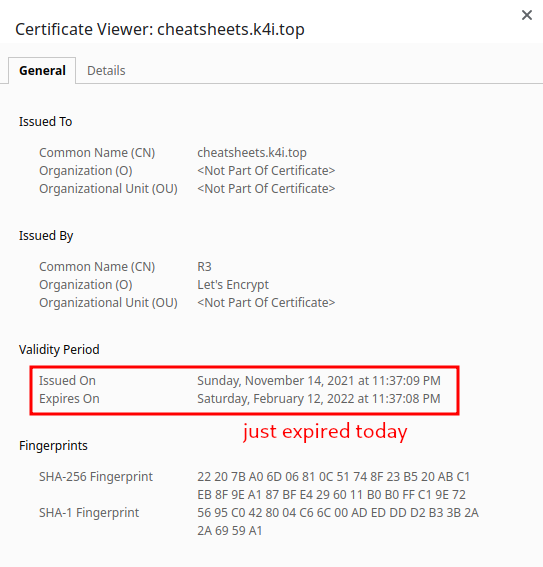 Certificate Viewer: cheatsheets.k4i.top
General Details
Issued To
Common Name (CN) cheatsheets.k4i.top
Organization (O) <Not Part Of Certificate>
Organizational Unit (OU) <Not Part Of Certificate>
Issued By
Common Name (CN) R3
Organization (O) Let's Encrypt
Organizational Unit (OU) <Not Part Of Certificate>
Validity Period
Issued On Sunday, November 14, 2021 at 11:37:09 PM
Expires On Saturday, February 12, 2022 at 11:37:08 PM
just expired today
Fingerprints
SHA-256 Fingerprint 22 20 7B A0 6D 06 81 0C 51 74 8F 23 B5 20 AB C1
EB 8F 9E A1 87 BF E4 29 60 11 B0 B0 FF C1 9E 72
SHA-1 Fingerprint 56 95 C0 42 80 04 C6 6C 00 AD ED DD D2 B3 3B 2A
2A 69 59 A1